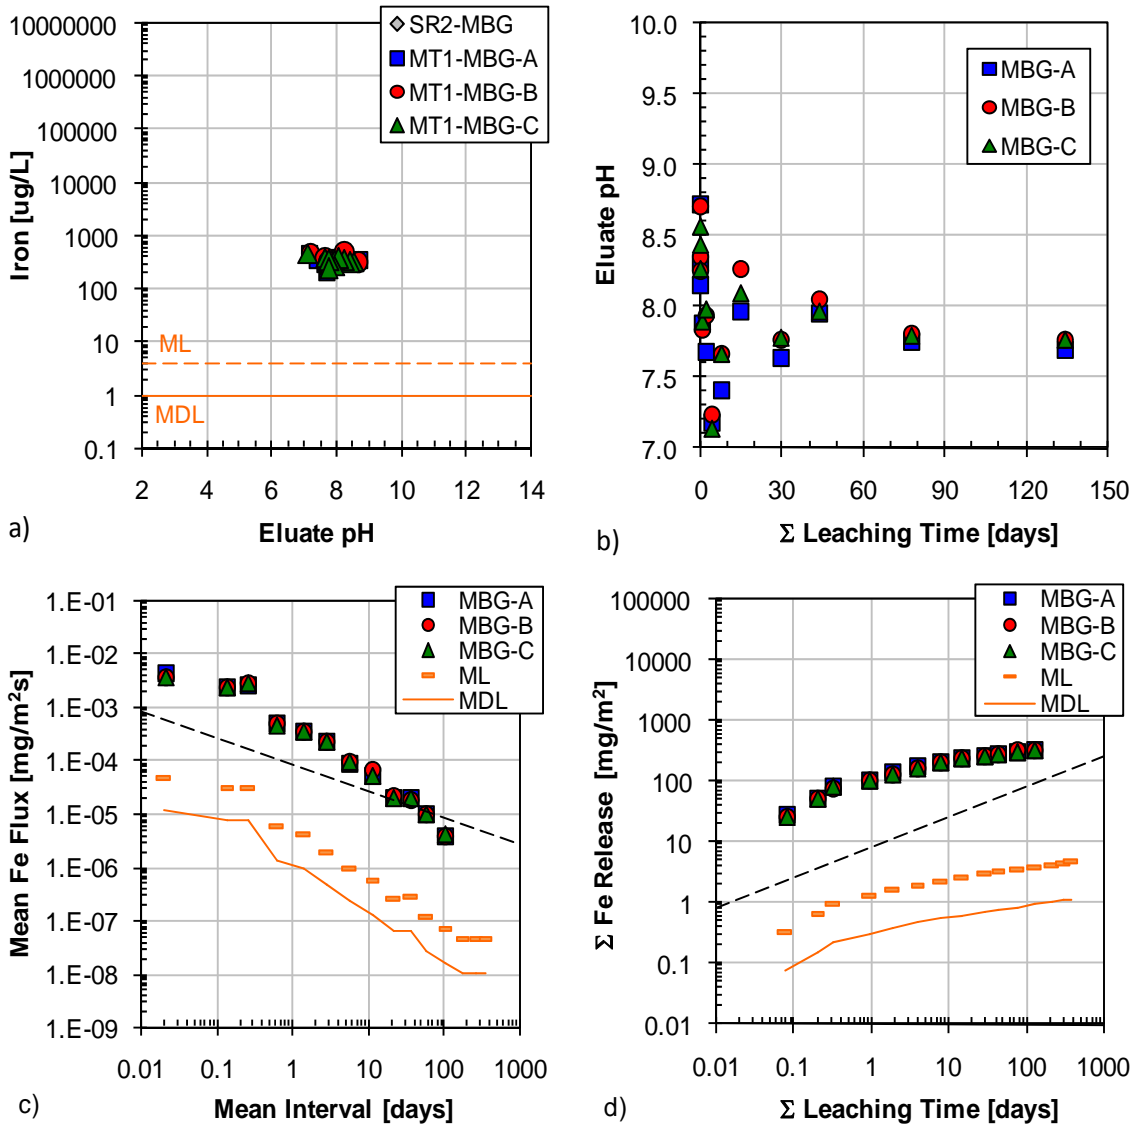 10000000
1000000
100000
10000
1000
100
10
1
0.1
Iron [ug/L]
SR2-MBG
MT1-MBG-A
MT1-MBG-B
MT1-MBG-C
ML
MDL
2 4 6 8 10 12 14
Eluate pH
a)
10.0
9.5
9.0
8.5
8.0
7.5
7.0
Eluate pH
MBG-A
MBG-B
MBG-C
0 30 60 90 120 150
Σ Leaching Time [days]
b)
1.E-01
1.E-02
1.E-03
1.E-04
1.E-05
1.E-06
1.E-07
1.E-08
1.E-09
Mean Fe Flux [mg/m²s]
MBG-A
MBG-B
MBG-C
ML
MDL
0.01 0.1 1 10 100 1000
Mean Interval [days]
c)
100000
10000
1000
100
10
1
0.1
0.01
Σ Fe Release [mg/m²]
MBG-A
MBG-B
MBG-C
ML
MDL
0.01 0.1 1 10 100 1000
Σ Leaching Time [days]
d)